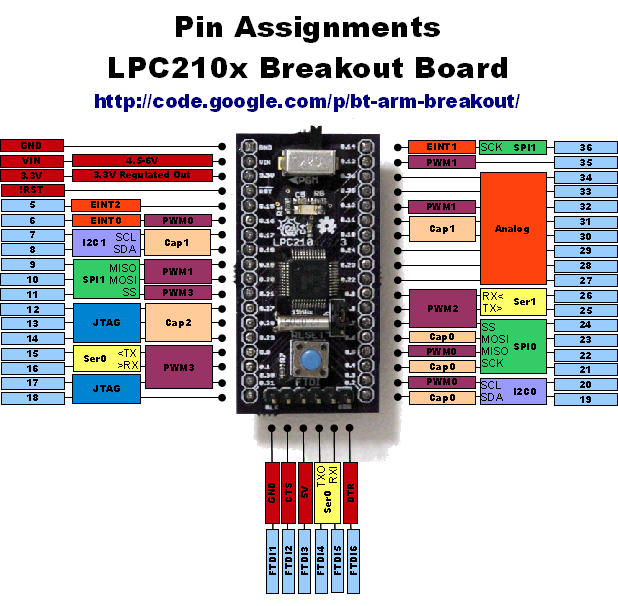 Pin Assignments
LPC210x Breakout Board
http://code.google.com/p/bt-arm-breakout/
GND
VIN 4.5-6V
3.3V 3.3V Regulated Out
!RST
5 EINT2
6 EINT0 PWM0
7
8
I2C1 SCL
SDA
Cap1
9
10
11
SPI1 MISO
MOSI
SS
PWM1
PWM3
12
13
14
JTAG
Cap2
15
16
Ser0 <TX
>RX
PWM3
17
18
JTAG
EINT1 SCK SPI1 36
PWM1 35
34
33
PWM1 32
Cap1 31
30
29
28
27
Analog
PWM2
RX<
TX>
Ser1
26
25
SS
MOSI
MISO
SCK
SPI0
Cap0
PWM0
Cap0
24
23
22
21
PWM0
Cap0
SCL
SDA
I2C0
20
19
LPC210 3
PGM
FTDI
GND
CTS
5V
Ser0
TXO
RXI
DTR
FTDI1
FTDI2
FTDI3
FTDI4
FTDI5
FTDI6